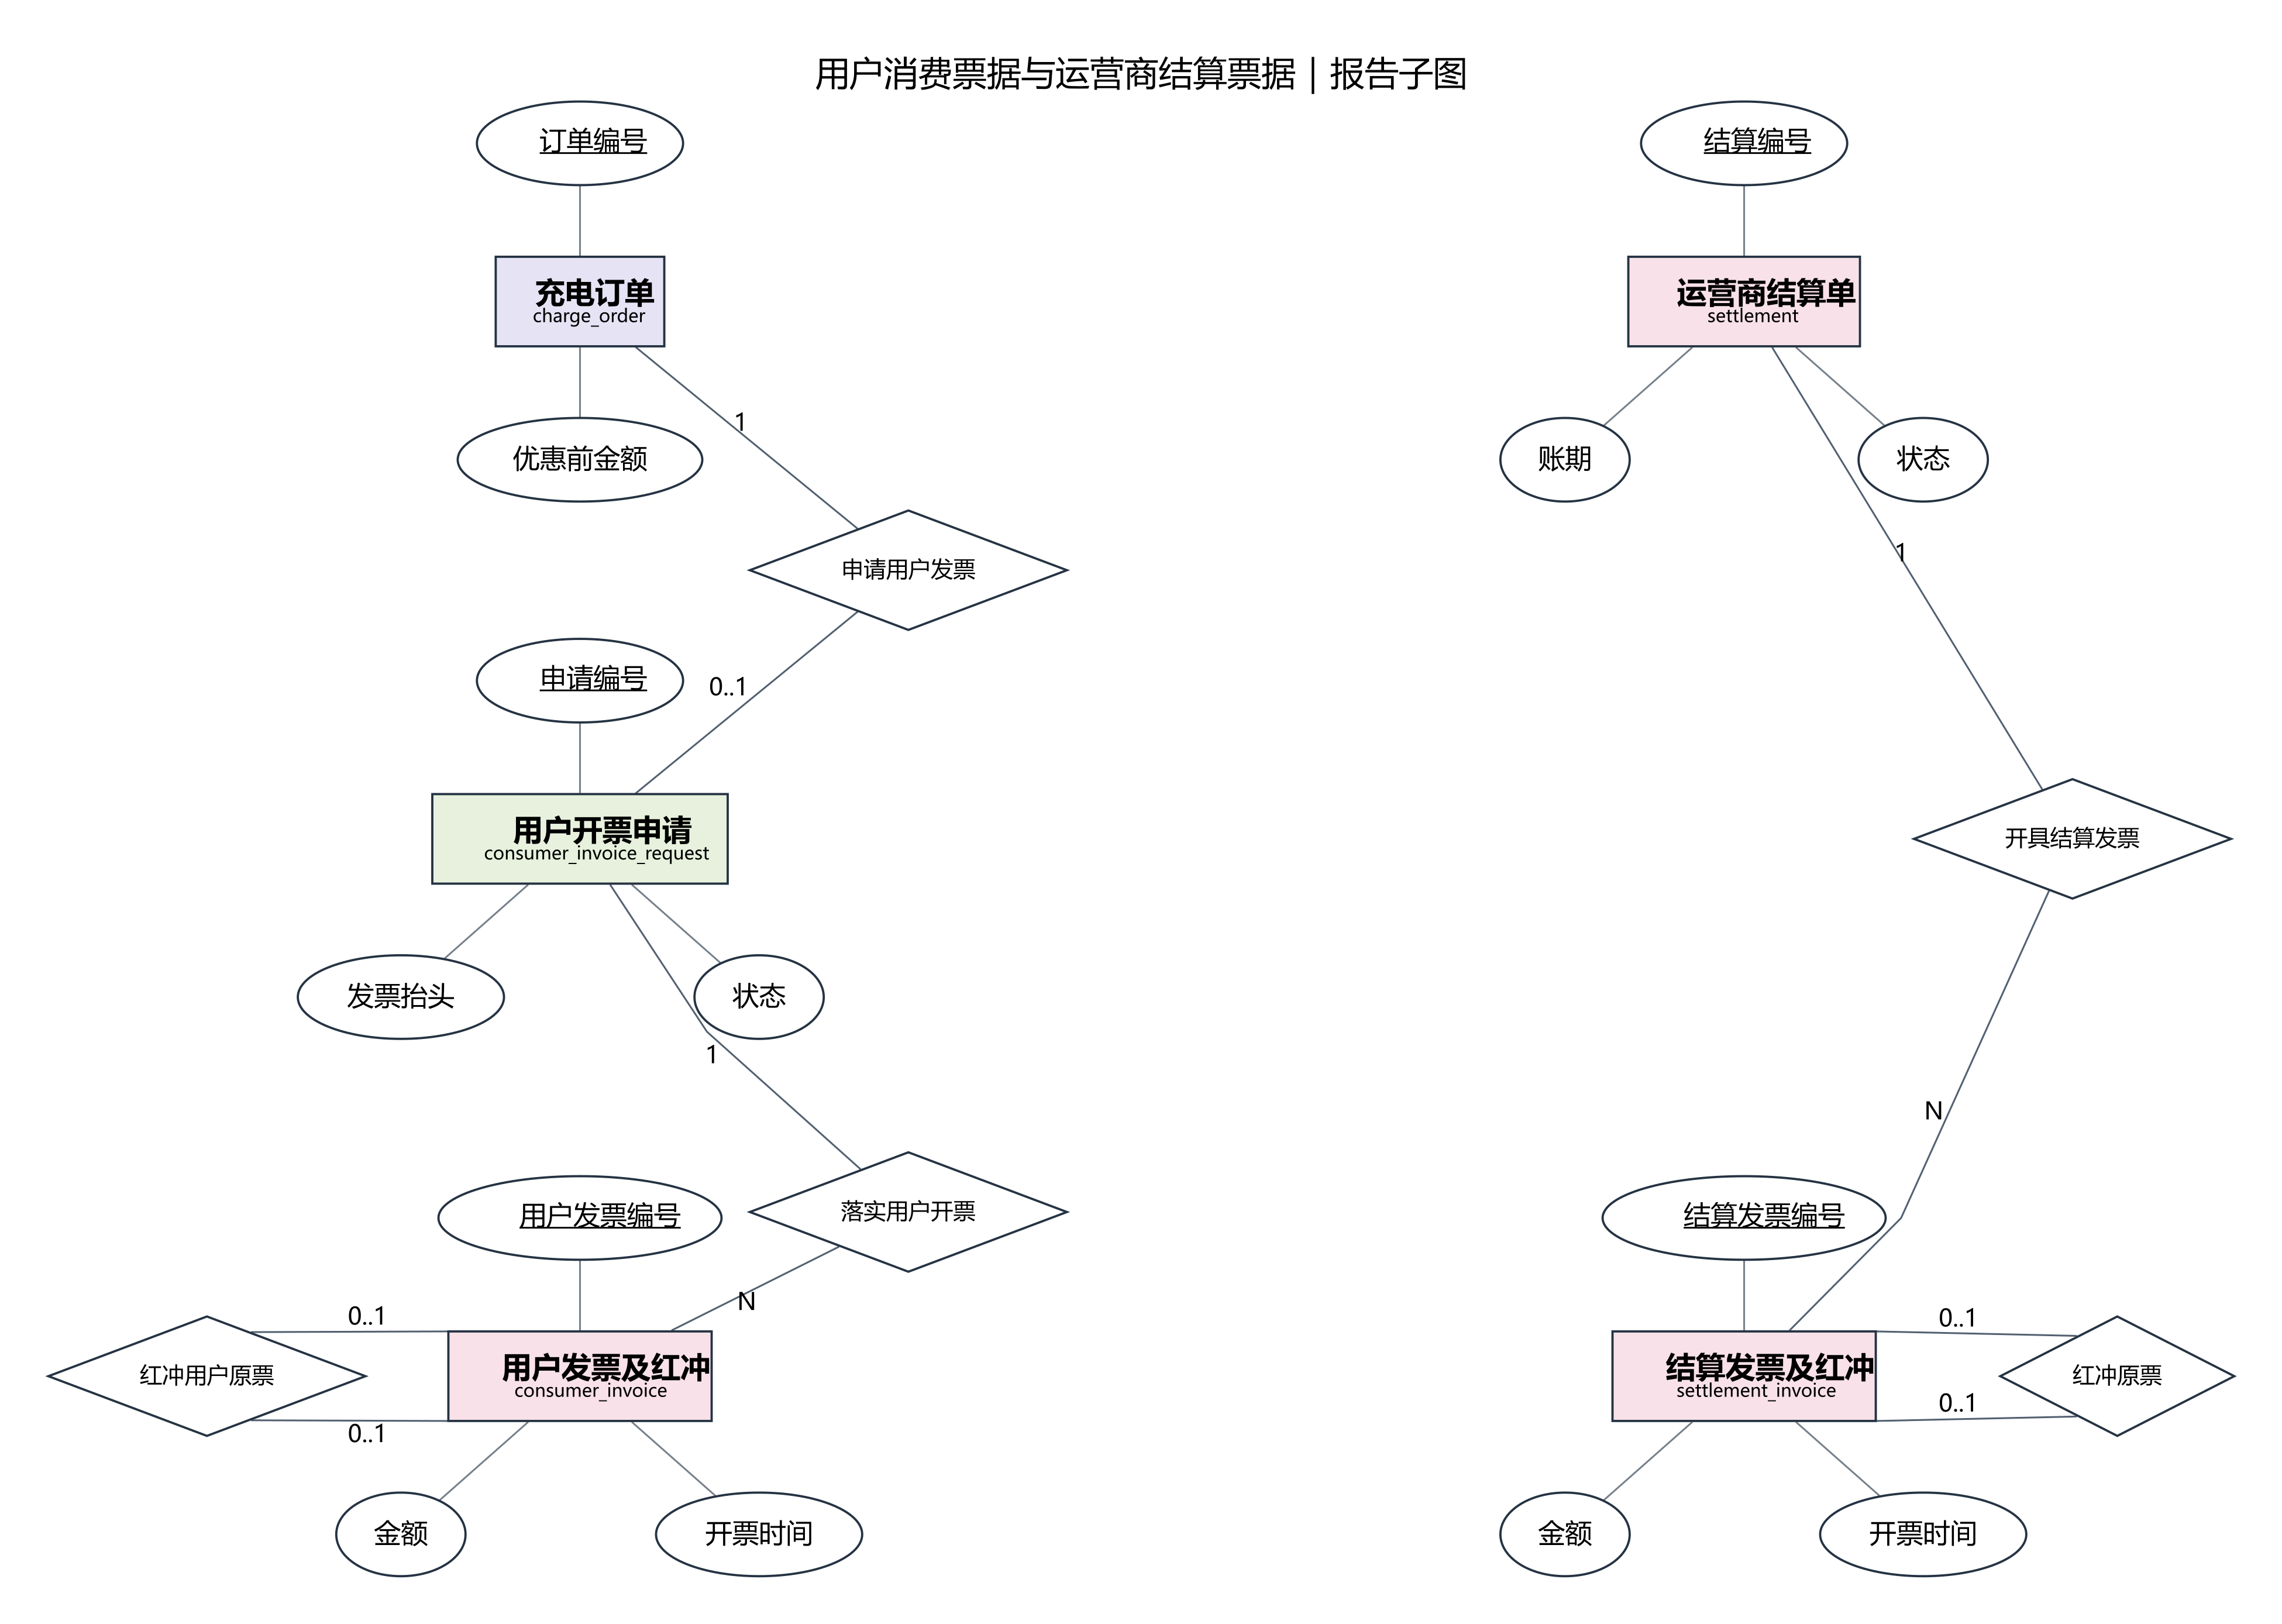 用户消费票据与运营商结算票据 | 报告子图
订单编号
结算编号
充电订单
charge_order
运营商结算单
settlement
1
优惠前金额
账期
状态
1
申请用户发票
申请编号
0..1
用户开票申请
consumer_invoice_request
开具结算发票
发票抬头
状态
1
N
用户发票编号
落实用户开票
结算发票编号
N
0..1
0..1
红冲用户原票
用户发票及红冲
consumer_invoice
结算发票及红冲
settlement_invoice
红冲原票
0..1
0..1
金额
开票时间
金额
开票时间